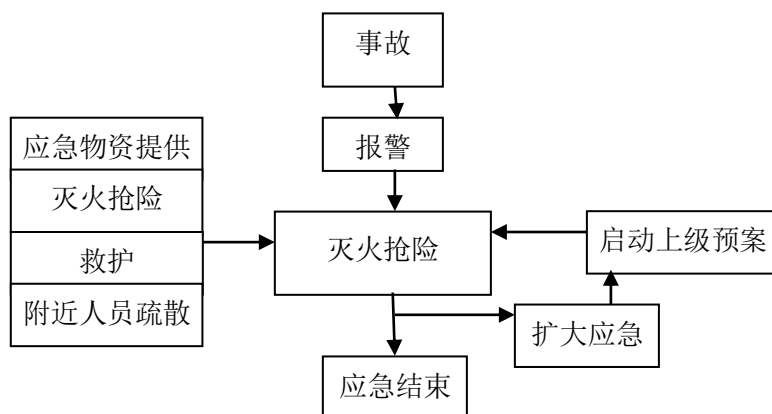 事故
报警
应急物资提供
灭火抢险
救护
附近人员疏散
灭火抢险
启动上级预案
扩大应急
应急结束